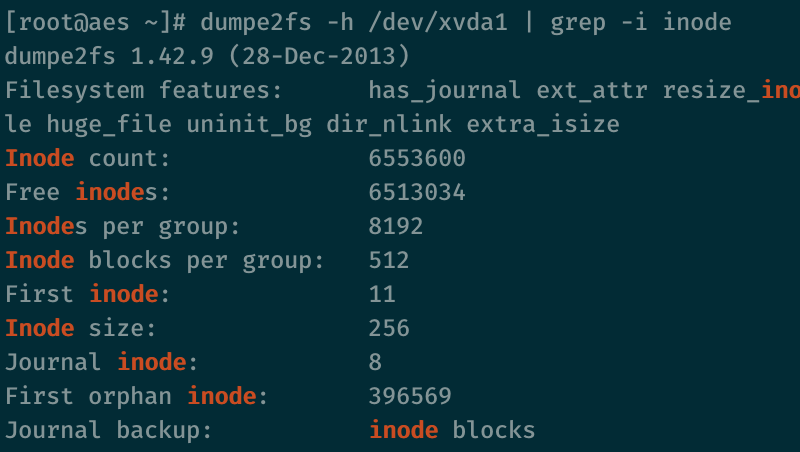 [root@aes ~]# dumpe2fs -h /dev/xvda1 | grep -i inode
dumpe2fs 1.42.9 (28-Dec-2013)
Filesystem features:      has_journal ext_attr resize_ino
le huge_file uninit_bg dir_nlink extra_isize
Inode count:              6553600
Free inodes:              6513034
Inodes per group:         8192
Inode blocks per group:   512
First inode:              11
Inode size:               256
Journal inode:            8
First orphan inode:       396569
Journal backup:           inode blocks